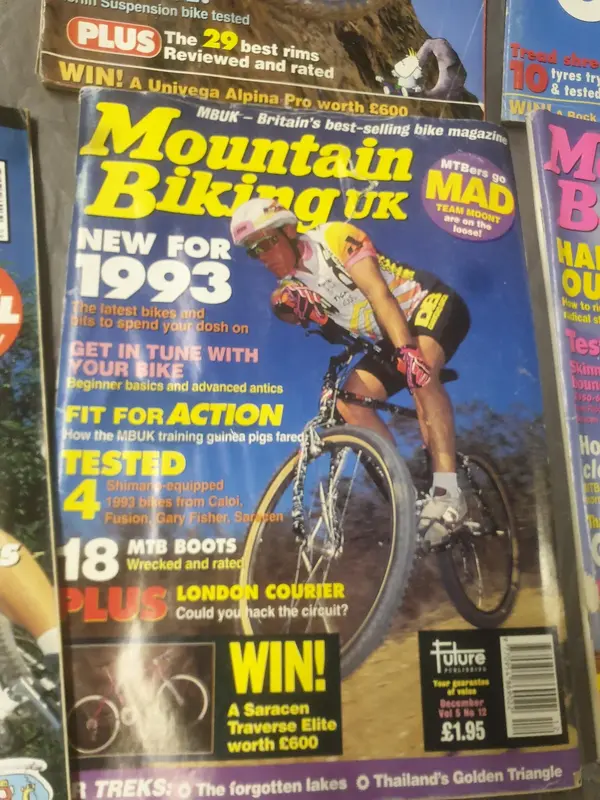 Suspension bike tested
PLUS The 29 best rims
Reviewed and rated
WIN! A Univega Alpina Pro worth £600
Tread
10 tyres
& tested
WIN!
MBUK – Britain's best-selling bike magazine
Mountain
Biking UK
MTBers go
MAD
TEAM MOONT
are on the
loose!
NEW FOR
1993
The latest bikes and
bits to spend your dosh on
GET IN TUNE WITH
YOUR BIKE
Beginner basics and advanced antics
FIT FOR ACTION
How the MBUK training guinea pigs fared
TESTED
4 Shimano-equipped
1993 bikes from Caloi,
Fusion, Gary Fisher, Saracen
18 MTB BOOTS
Wrecked and rated
PLUS LONDON COURIER
Could you hack the circuit?
WIN!
A Saracen
Traverse Elite
worth £600
Future
PUBLISHING
Your guarantee
of value
December
Vol 5 No 12
£1.95
TREKS: The forgotten lakes Thailand's Golden Triangle
OU
How to